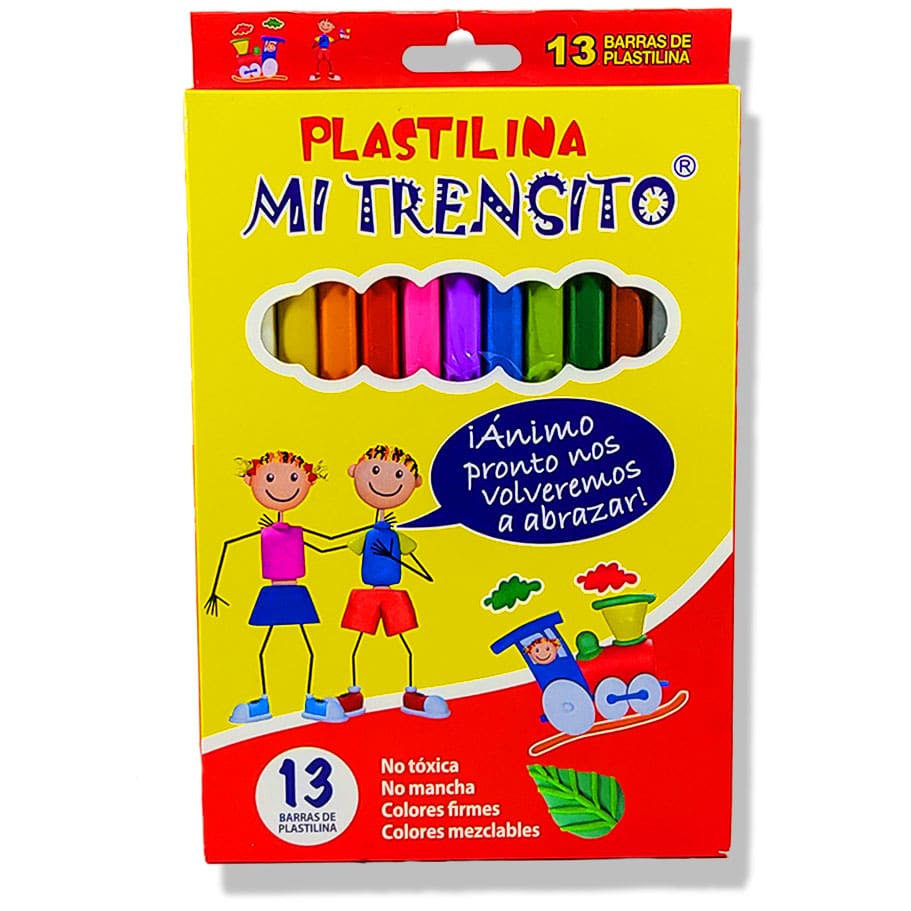 13 BARRAS DE
PLASTILINA
PLASTILINA
MI TRENSITO®
¡Ánimo
pronto nos
volveremos
a abrazar!
13
BARRAS DE
PLASTILINA
No tóxica
No mancha
Colores firmes
Colores mezclables